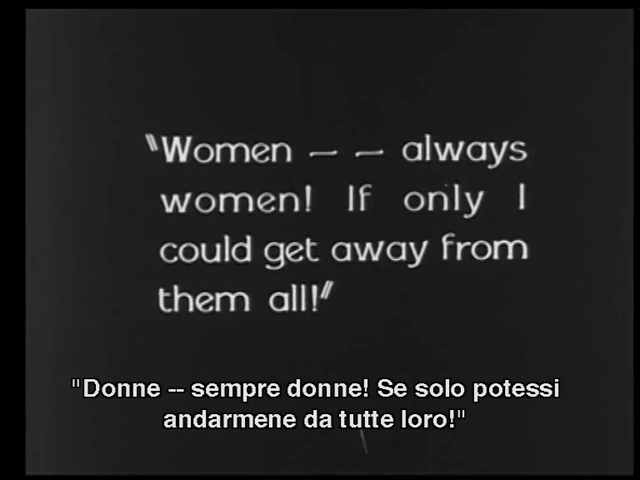 "Women – – always
women! If only I
could get away from
them all!"
"Donne -- sempre donne! Se solo potessi
andarmene da tutte loro!"